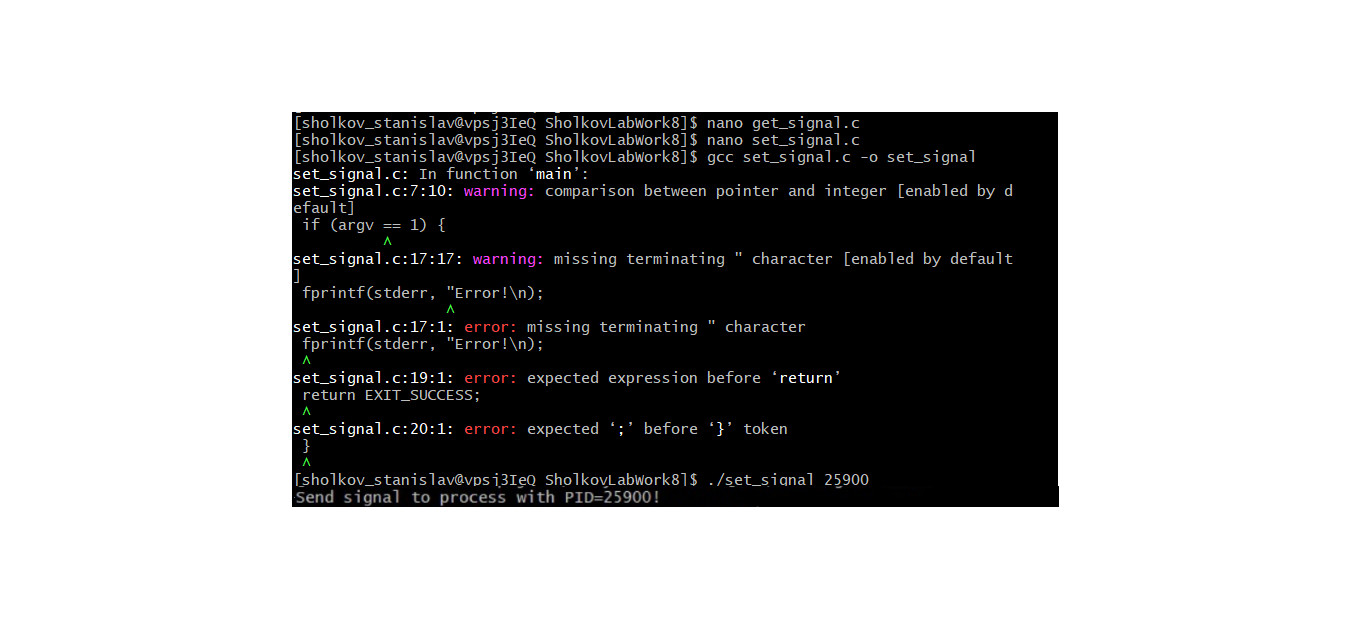 [sholkov_stanislav@vpsj3IeQ SholkovLabWork8]$ nano get_signal.c
[sholkov_stanislav@vpsj3IeQ SholkovLabWork8]$ nano set_signal.c
[sholkov_stanislav@vpsj3IeQ SholkovLabWork8]$ gcc set_signal.c -o set_signal
set_signal.c: In function ‘main’:
set_signal.c:7:10: warning: comparison between pointer and integer [enabled by d
efault]
 if (argv == 1) {
          ^
set_signal.c:17:17: warning: missing terminating " character [enabled by default
]
 fprintf(stderr, "Error!\n);
                 ^
set_signal.c:17:1: error: missing terminating " character
 fprintf(stderr, "Error!\n);
 ^
set_signal.c:19:1: error: expected expression before ‘return’
 return EXIT_SUCCESS;
 ^
set_signal.c:20:1: error: expected ‘;’ before ‘}’ token
 }
 ^
[sholkov_stanislav@vpsj3IeQ SholkovLabWork8]$ ./set_signal 25900
Send signal to process with PID=25900!